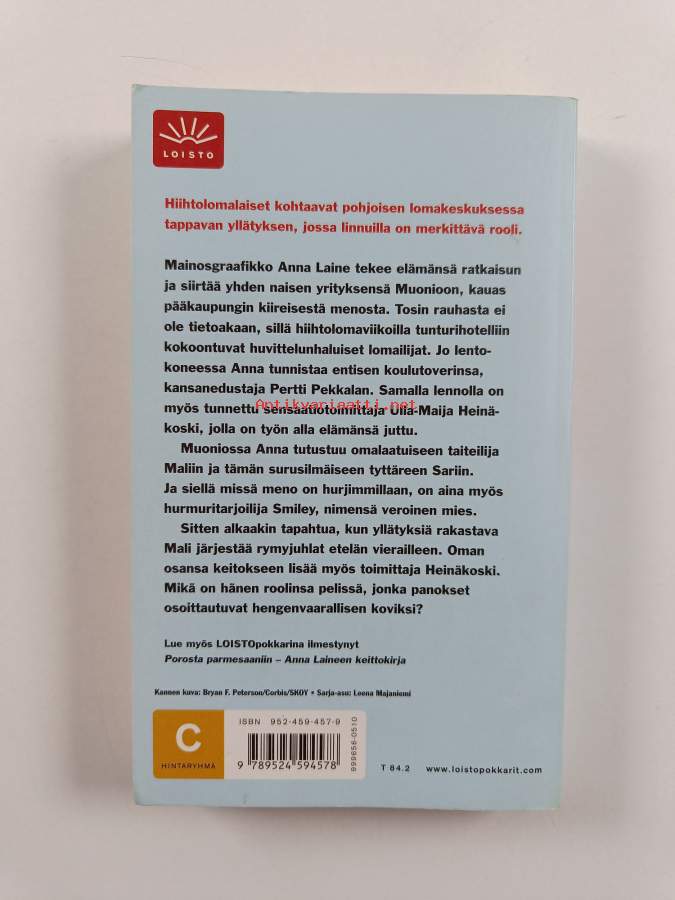 LOISTO
Hiihtolomalaiset kohtaavat pohjoisen lomakeskuksessa
tappavan yllätyksen, jossa linnuilla on merkittävä rooli.
Mainosgraafikko Anna Laine tekee elämänsä ratkaisun
ja siirtää yhden naisen yrityksensä Muonioon, kauas
pääkaupungin kiireisestä menosta. Tosin rauhasta ei
ole tietoakaan, sillä hiihtolomaviikoilla tunturihotelliin
kokoontuvat huvittelunhaluiset lomailijat. Jo lento-
koneessa Anna tunnistaa entisen koulutoverinsa,
kansanedustaja Pertti Pekkalan. Samalla lennolla on
myös tunnettu sensaatiotoimittaja Ulla-Maija Heinä-
Antikvariaatti.net
koski, jolla on työn alla elämänsä juttu.
Muoniossa Anna tutustuu omalaatuiseen taiteilija
Maliin ja tämän surusilmäiseen tyttäreen Sariin.
Ja siellä missä meno on hurjimmillaan, on aina myös
hurmuritarjoilija Smiley, nimensä veroinen mies.
Sitten alkaakin tapahtua, kun yllätyksiä rakastava
Mali järjestää rymyjuhlat etelän vierailleen. Oman
osansa keitokseen lisää myös toimittaja Heinäkoski.
Mikä on hänen roolinsa pelissä, jonka panokset
osoittautuvat hengenvaarallisen koviksi?
Lue myös LOISTOpokkarina ilmestynyt
Porosta parmesaaniin – Anna Laineen keittokirja
Kannen kuva: Bryan F. Peterson/Corbis/SKOY • Sarja-asu: Leena Majaniemi
C
HINTARYHMÄ
ISBN 952-459-457-9
9 789524 594578
999656-0510
T 84.2 www.loistopokkarit.com